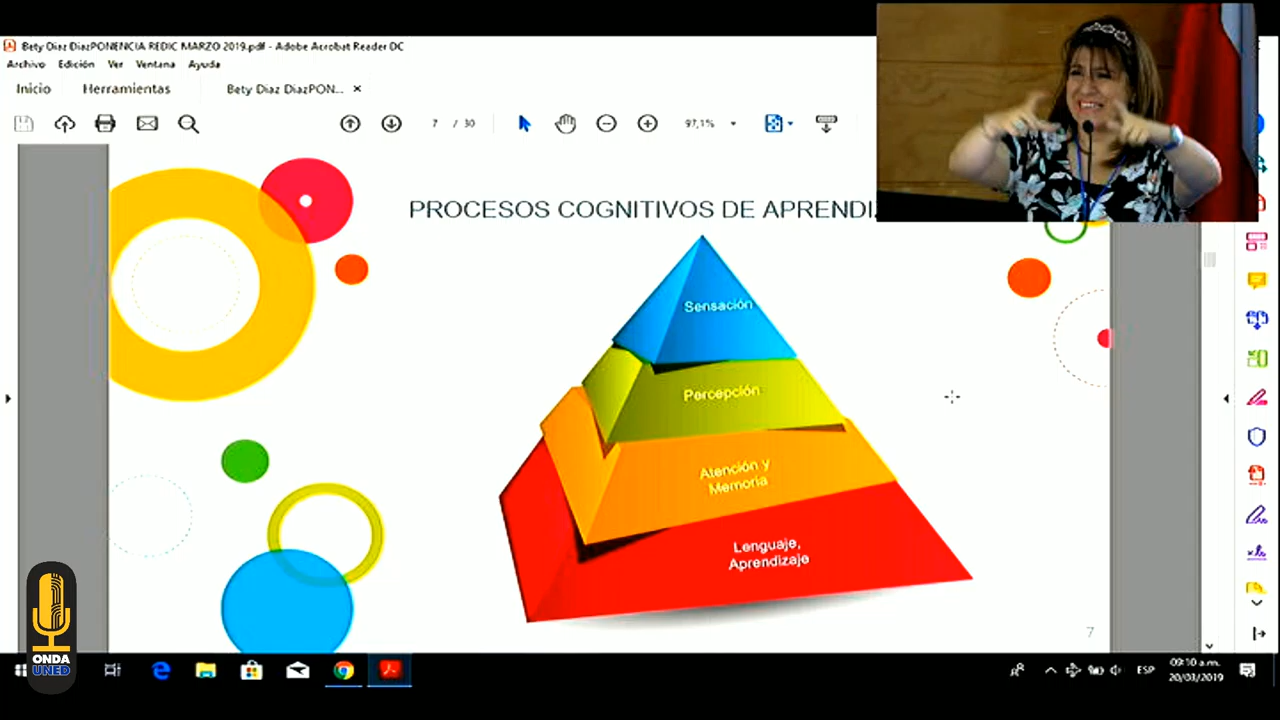 Bety Diaz DiazPONENCIA REDIC MARZO 2019.pdf - Adobe Acrobat Reader DC
Archivo Edición Ver Ventana Ayuda
Inicio Herramientas Bety Diaz DiazPON... ×
7 / 30 97,1%
PROCESOS COGNITIVOS DE APRENDI
Sensación
Percepción
Atención y
Memoria
Lenguaje,
Aprendizaje
7
ONDA
UNED
ESP
09:10 a.m.
20/03/2019